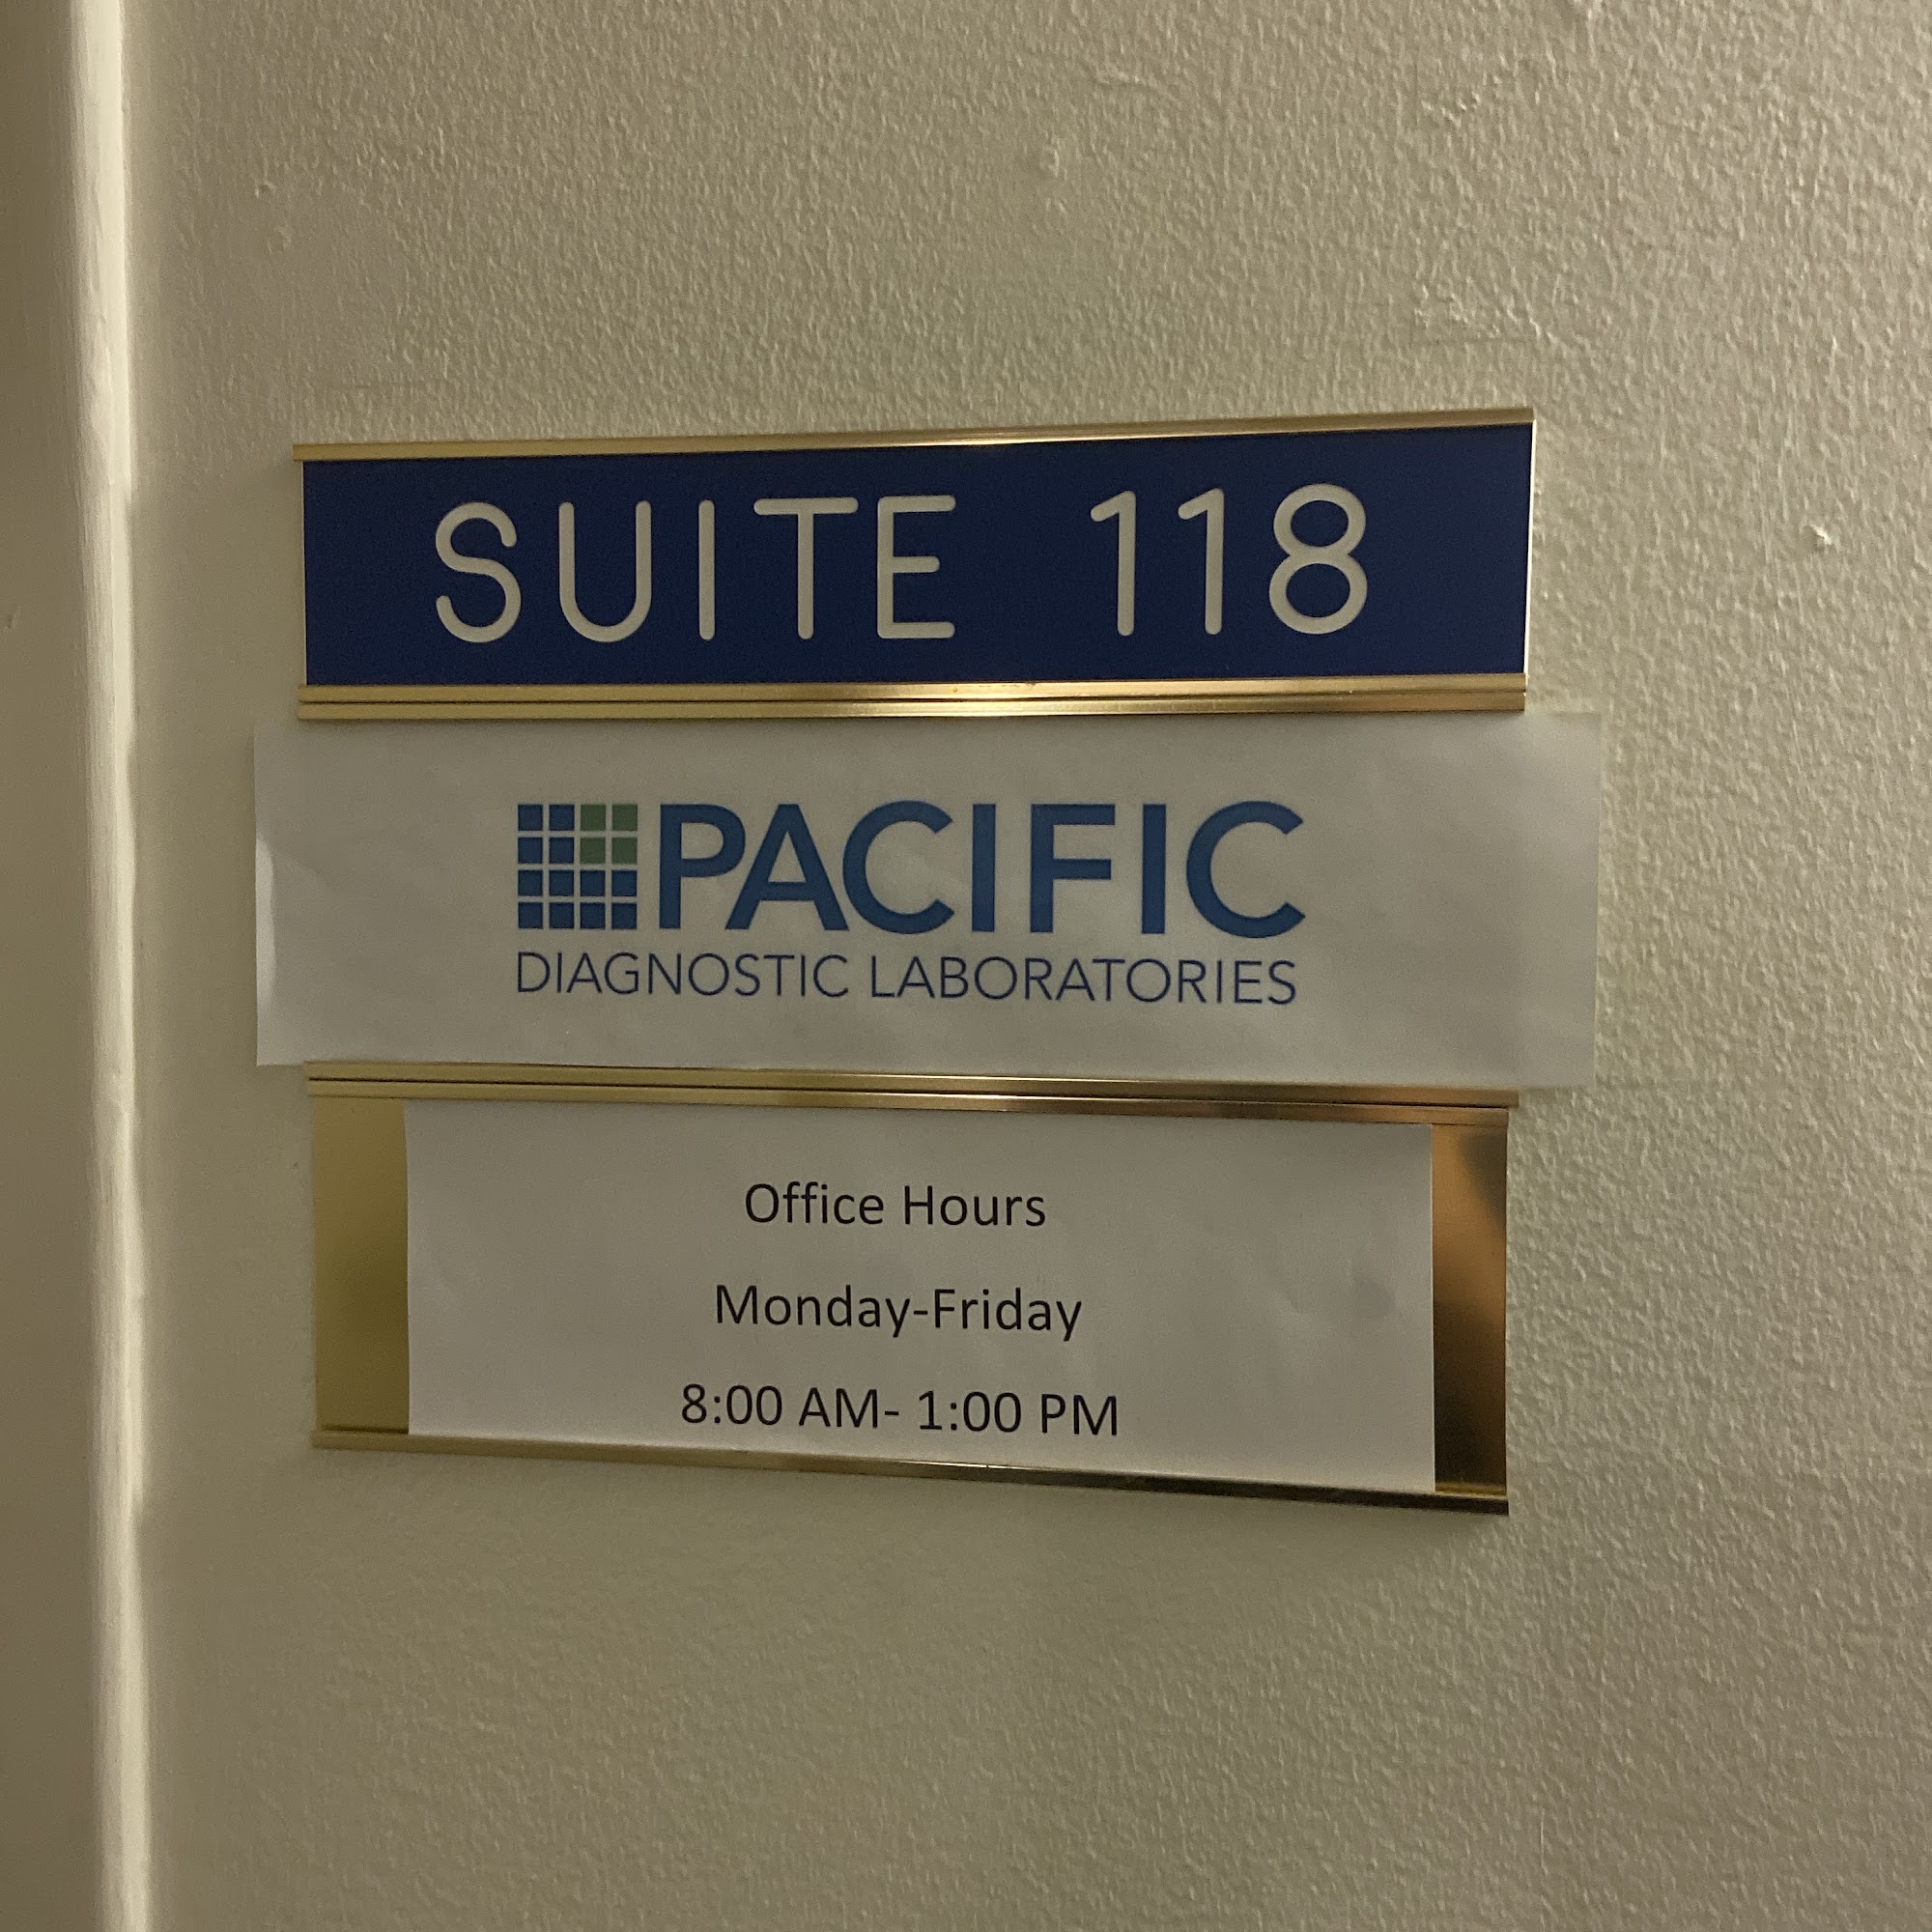 SUITE 118
PACIFIC
DIAGNOSTIC LABORATORIES
Office Hours
Monday-Friday
8:00 AM- 1:00 PM